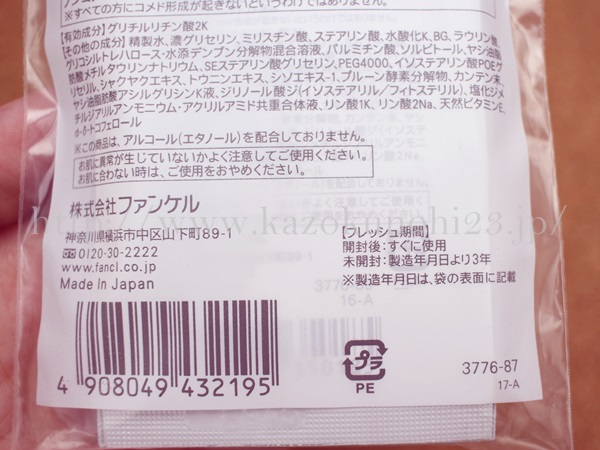 ※すべての方にコメド形成が起きないというわけではありません。
【有効成分】グリチルリチン酸2K
【その他の成分】精製水、濃グリセリン、ミリスチン酸、ステアリン酸、水酸化K、BG、ラウリン酸、
グリコシルトレハロース・水添デンプン分解物混合溶液、パルミチン酸、ソルビトール、ヤシ油脂
肪酸メチルタウリンナトリウム、SEステアリン酸グリセリン、PEG4000、イソステアリン酸POEグ
リセリル、シャクヤクエキス、トウニンエキス、シソエキス-1、プルーン酵素分解物、カンテン末、
ヤシ油脂肪酸アシルグリシンK液、ジリノール酸ジ(イソステアリル/フィトステリル)、塩化ジメ
チルジアリルアンモニウム・アクリルアミド共重合体液、リン酸1K、リン酸2Na、天然ビタミンE、
d-δ-トコフェロール
※この商品は、アルコール(エタノール)を配合しておりません。
お肌に異常が生じていないかよく注意してご使用ください。
お肌に合わない時は、ご使用をおやめください。
株式会社ファンケル
神奈川県横浜市中区山下町89-1
0120-30-2222
www.fancl.co.jp
Made in Japan
【フレッシュ期間】
開封後:すぐに使用
未開封:製造年月日より3年
※製造年月日は、袋の表面に記載
3776-87
16-A
4 908049 432195
プラ
PE
3776-87
17-A